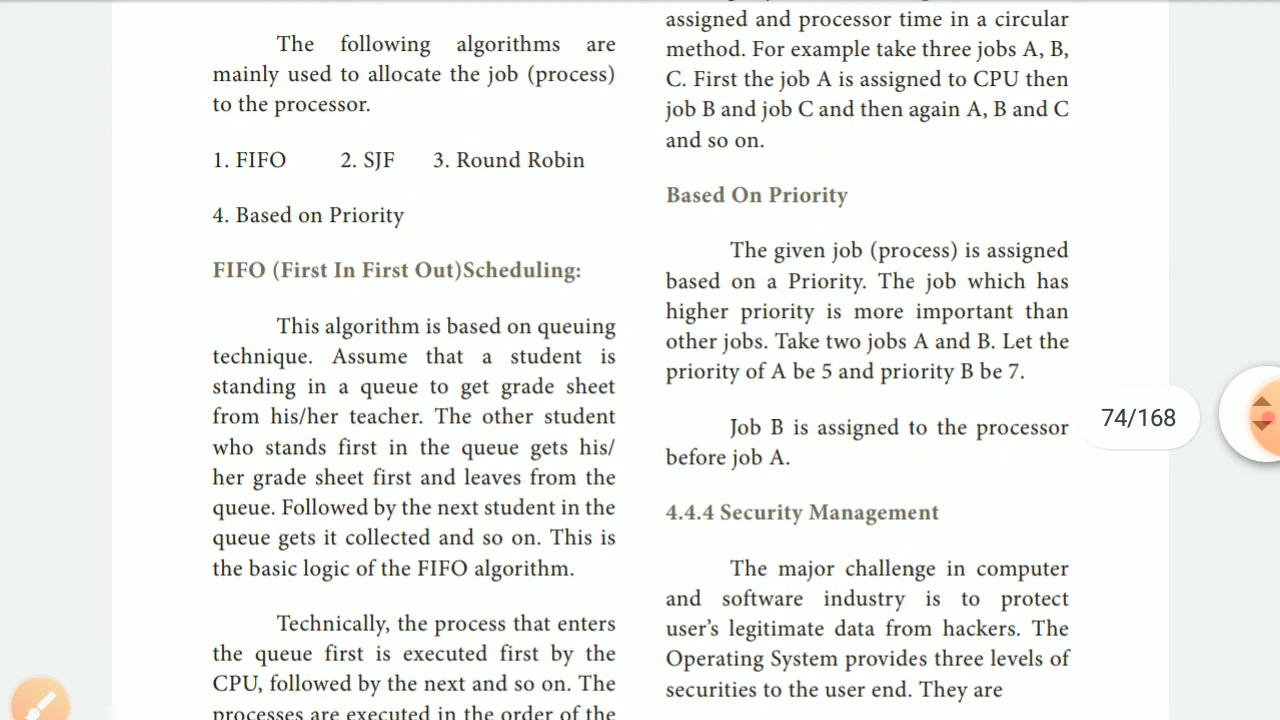 The following algorithms are
mainly used to allocate the job (process)
to the processor.
1. FIFO 2. SJF 3. Round Robin
4. Based on Priority
FIFO (First In First Out)Scheduling:
This algorithm is based on queuing
technique. Assume that a student is
standing in a queue to get grade sheet
from his/her teacher. The other student
who stands first in the queue gets his/
her grade sheet first and leaves from the
queue. Followed by the next student in the
queue gets it collected and so on. This is
the basic logic of the FIFO algorithm.
Technically, the process that enters
the queue first is executed first by the
CPU, followed by the next and so on. The
processes are executed in the order of the
assigned and processor time in a circular
method. For example take three jobs A, B,
C. First the job A is assigned to CPU then
job B and job C and then again A, B and C
and so on.
Based On Priority
The given job (process) is assigned
based on a Priority. The job which has
higher priority is more important than
other jobs. Take two jobs A and B. Let the
priority of A be 5 and priority B be 7.
Job B is assigned to the processor
before job A.
4.4.4 Security Management
The major challenge in computer
and software industry is to protect
user's legitimate data from hackers. The
Operating System provides three levels of
securities to the user end. They are
74/168